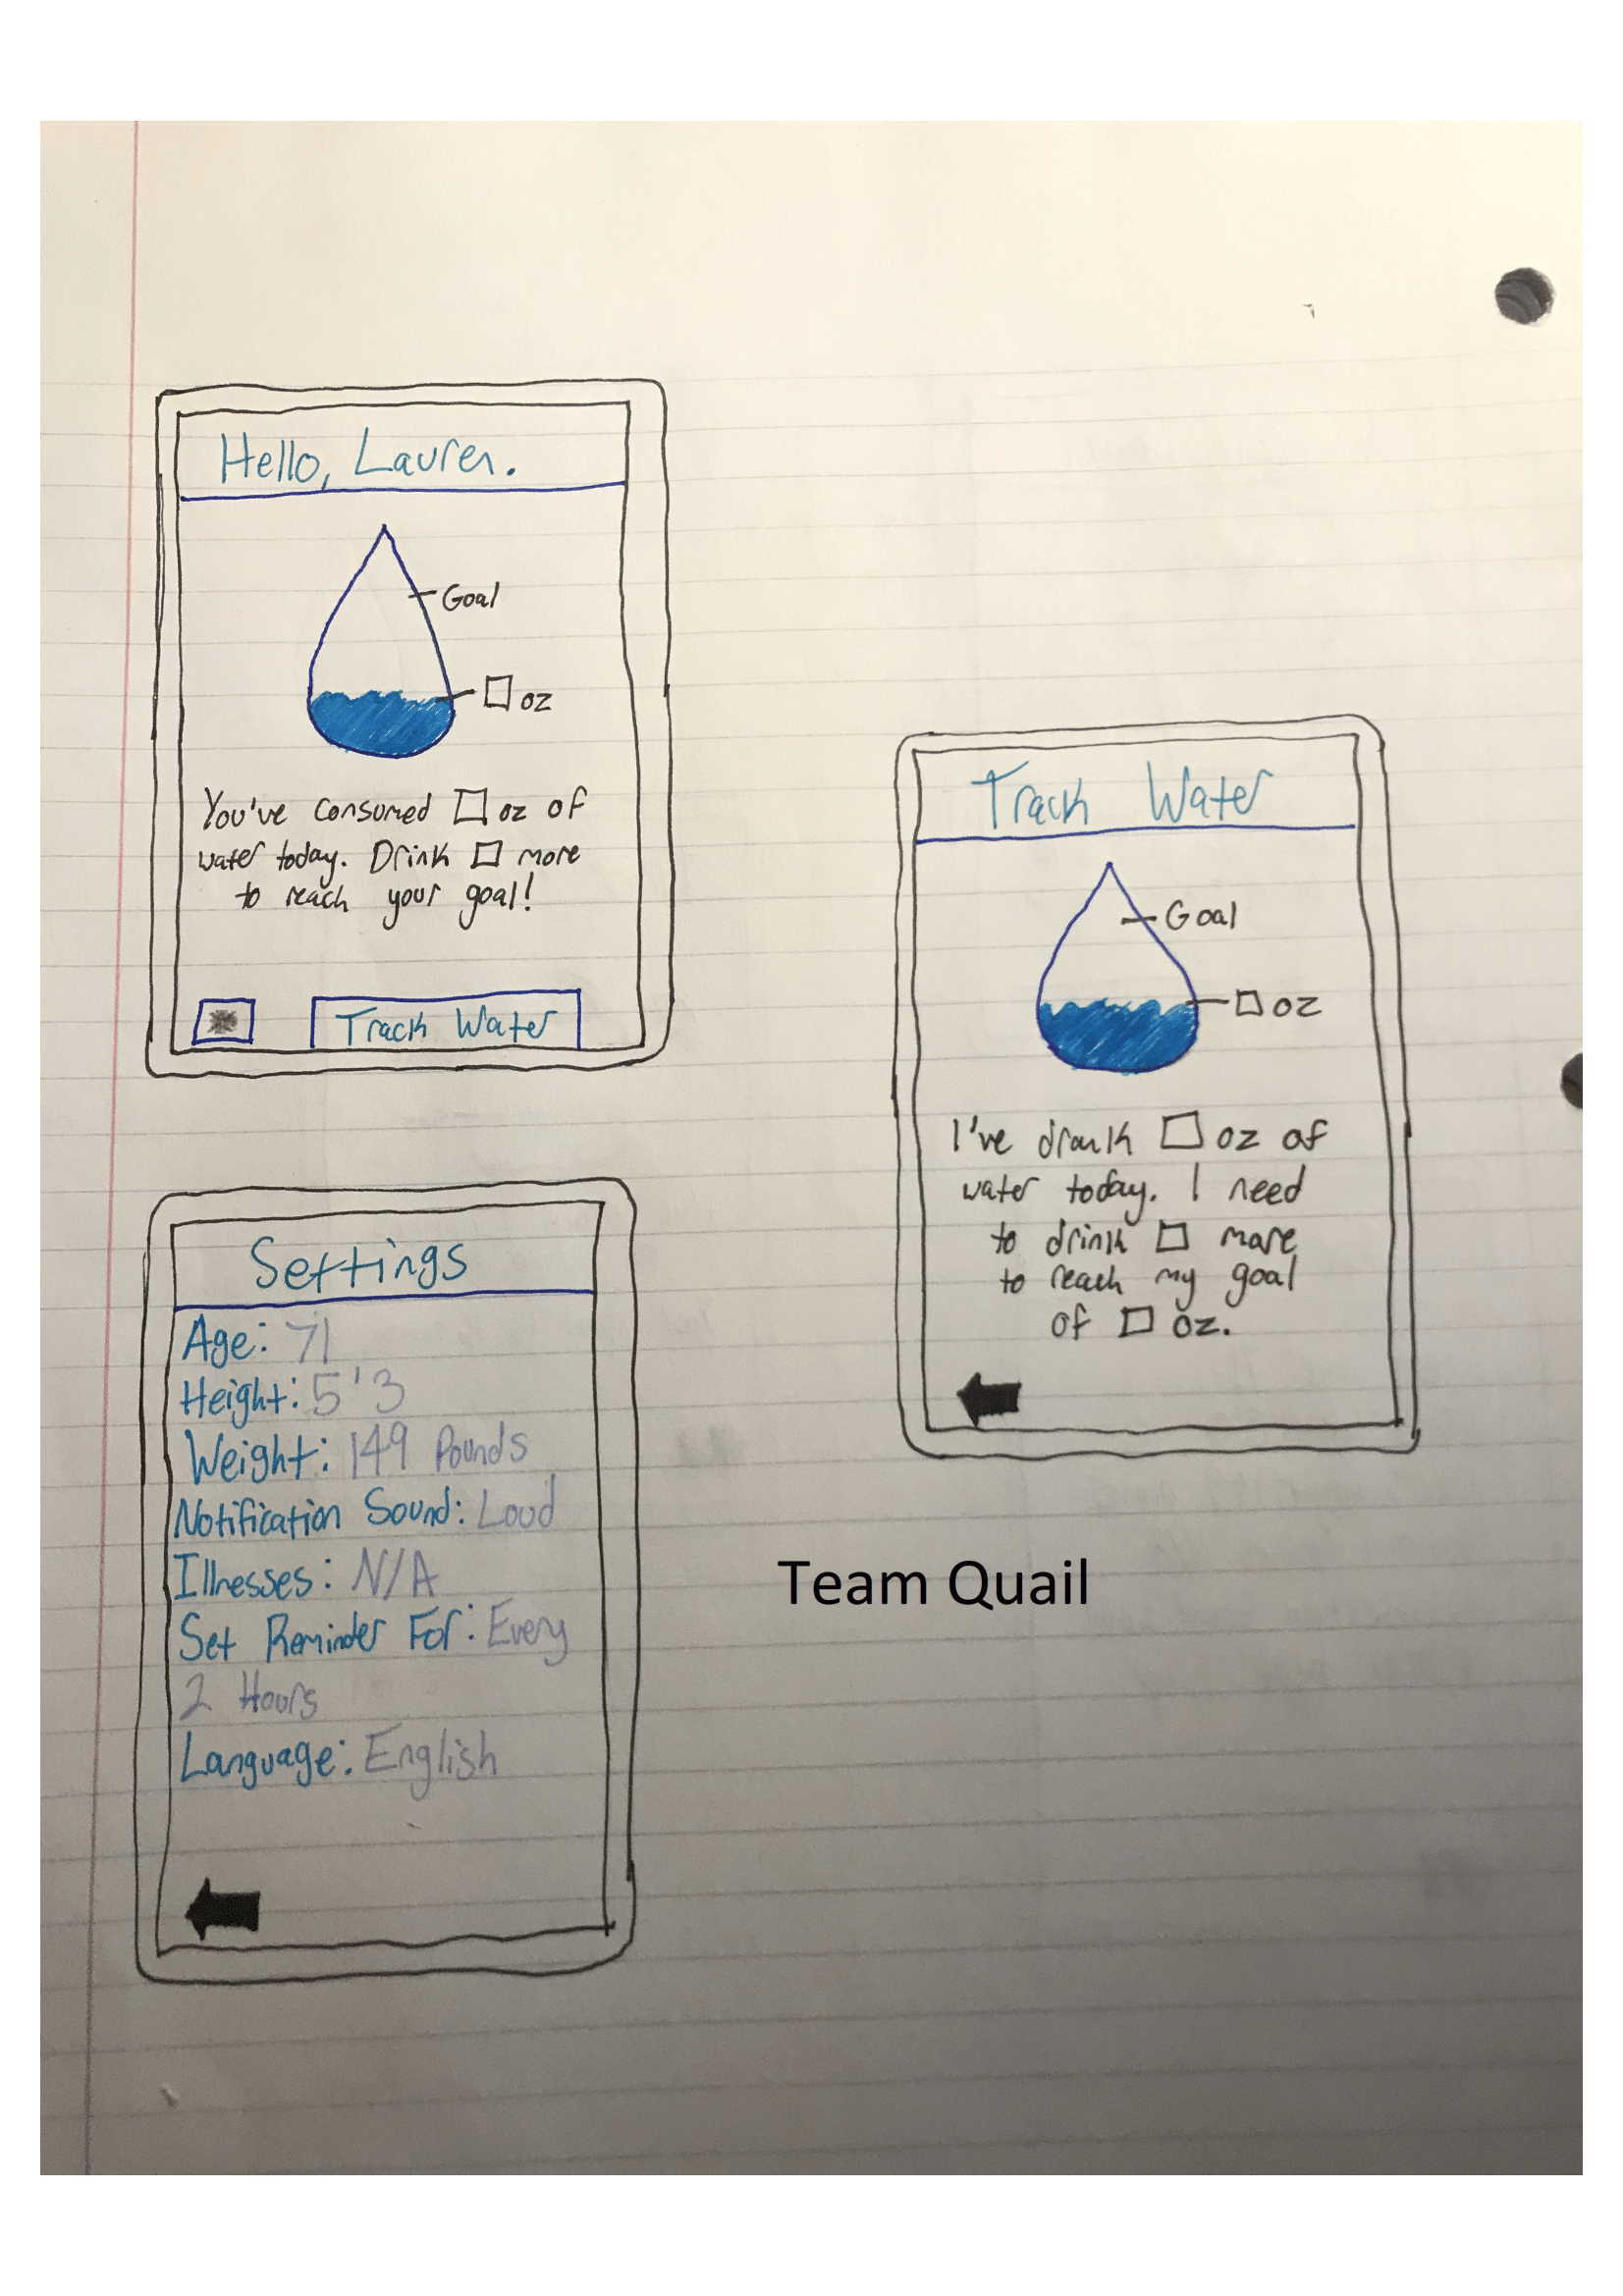 Hello, Lauren.
Goal
□ oz
You've consumed □ oz of
water today. Drink □ more
to reach your goal!
Track Water
Track Water
Goal
□ oz
I've drank □ oz of
water today. I need
to drink □ more
to reach my goal
of □ oz.
Settings
Age: 71
Height: 5'3
Weight: 149 Pounds
Notification Sound: Loud
Illnesses: N/A
Set Reminder For: Every
2 Hours
Language: English
Team Quail